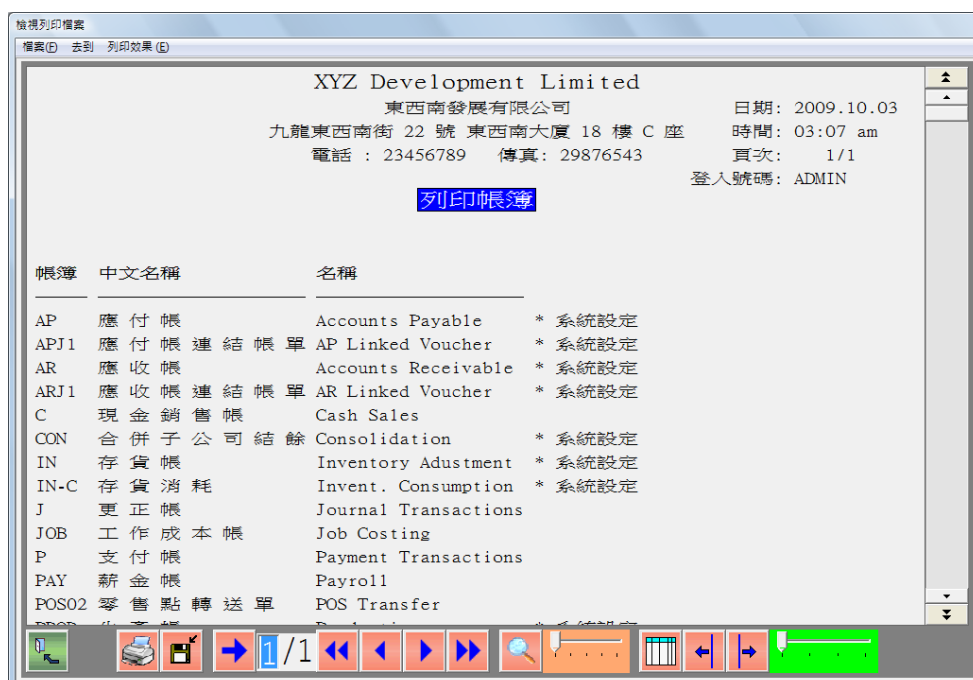 檢視列印檔案
檔案(F) 去到 列印效果(E)
XYZ Development Limited
東西南發展有限公司 日期: 2009.10.03
九龍東西南街 22 號 東西南大廈 18 樓 C 座 時間: 03:07 am
電話 : 23456789 傳真: 29876543 頁次: 1/1
登入號碼: ADMIN
列印帳簿
帳簿 中文名稱 名稱
AP 應 付 帳 Accounts Payable * 系統設定
APJ1 應 付 帳 連 結 帳 單 AP Linked Voucher * 系統設定
AR 應 收 帳 Accounts Receivable * 系統設定
ARJ1 應 收 帳 連 結 帳 單 AR Linked Voucher * 系統設定
C 現 金 銷 售 帳 Cash Sales
CON 合 併 子 公 司 結 餘 Consolidation * 系統設定
IN 存 貨 帳 Inventory Adustment * 系統設定
IN-C 存 貨 消 耗 Invent. Consumption * 系統設定
J 更 正 帳 Journal Transactions
JOB 工 作 成 本 帳 Job Costing
P 支 付 帳 Payment Transactions
PAY 薪 金 帳 Payroll
POS02 零 售 點 轉 送 單 POS Transfer
1/1